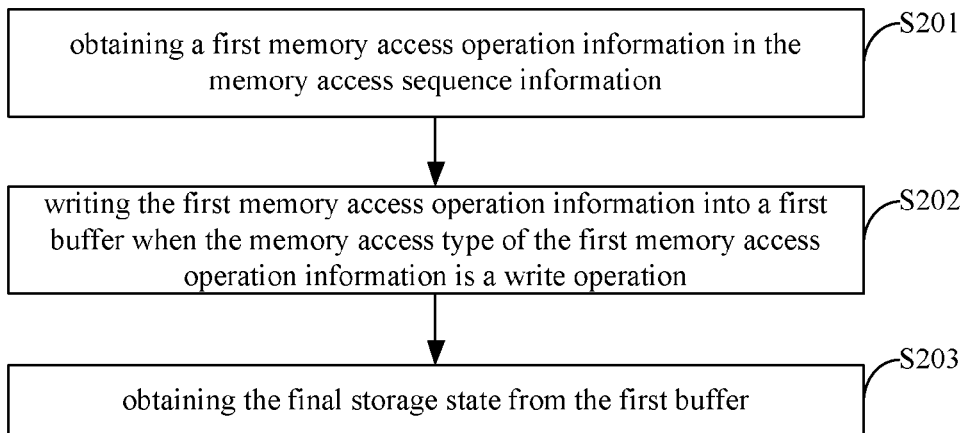 S201
obtaining a first memory access operation information in the
memory access sequence information
S202
writing the first memory access operation information into a first
buffer when the memory access type of the first memory access
operation information is a write operation
S203
obtaining the final storage state from the first buffer